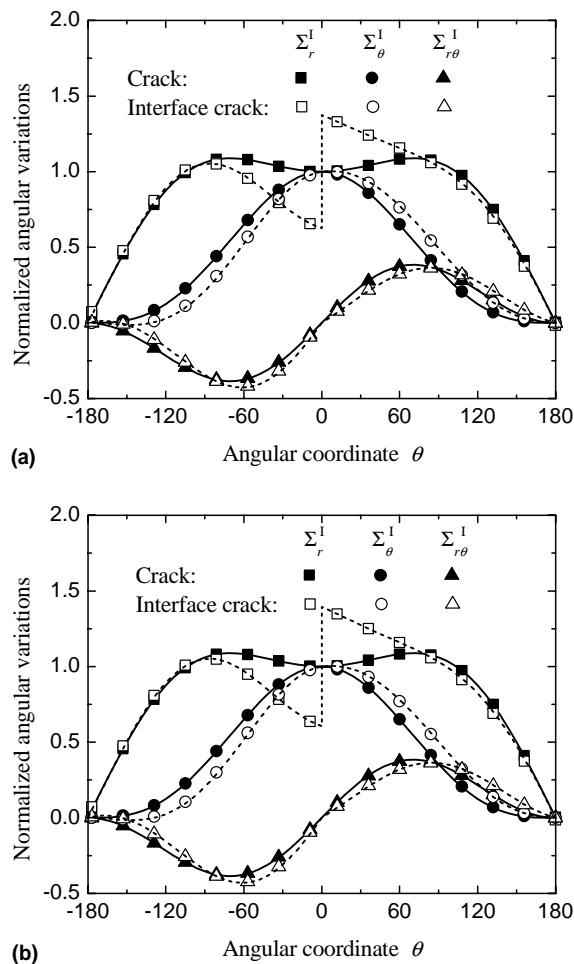 2.0
Σ_r^I Σ_θ^I Σ_rθ^I
Crack:
1.5
Interface crack:
1.0
0.5
0.0
-0.5
Normalized angular variations
-180 -120 -60 0 60 120 180
(a) Angular coordinate θ
2.0
Σ_r^I Σ_θ^I Σ_rθ^I
Crack:
1.5
Interface crack:
1.0
0.5
0.0
-0.5
Normalized angular variations
-180 -120 -60 0 60 120 180
(b) Angular coordinate θ